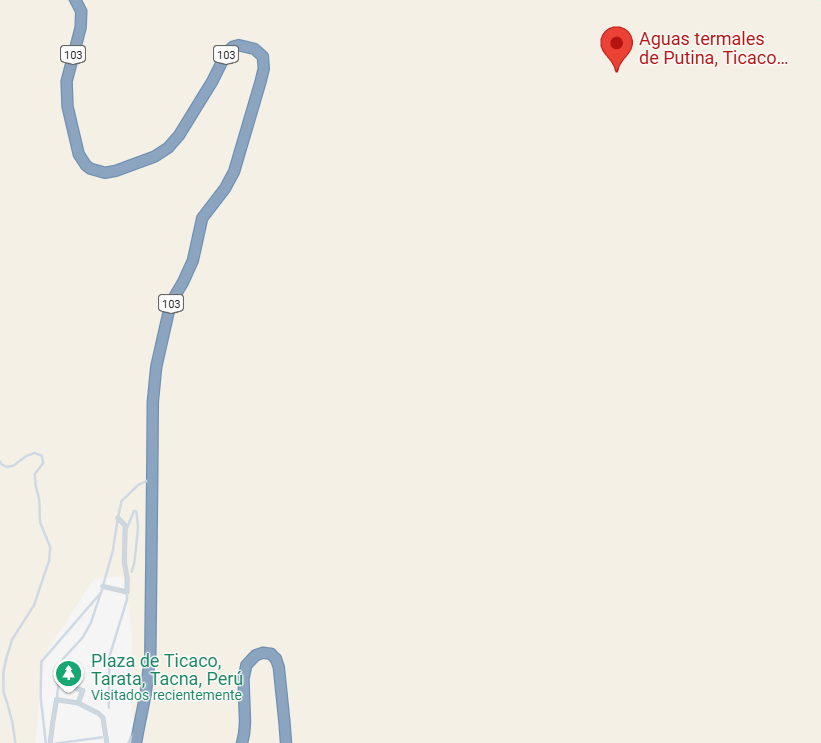 103
103
Aguas termales
de Putina, Ticaco...
103
Plaza de Ticaco,
Tarata, Tacna, Perú
Visitados recientemente